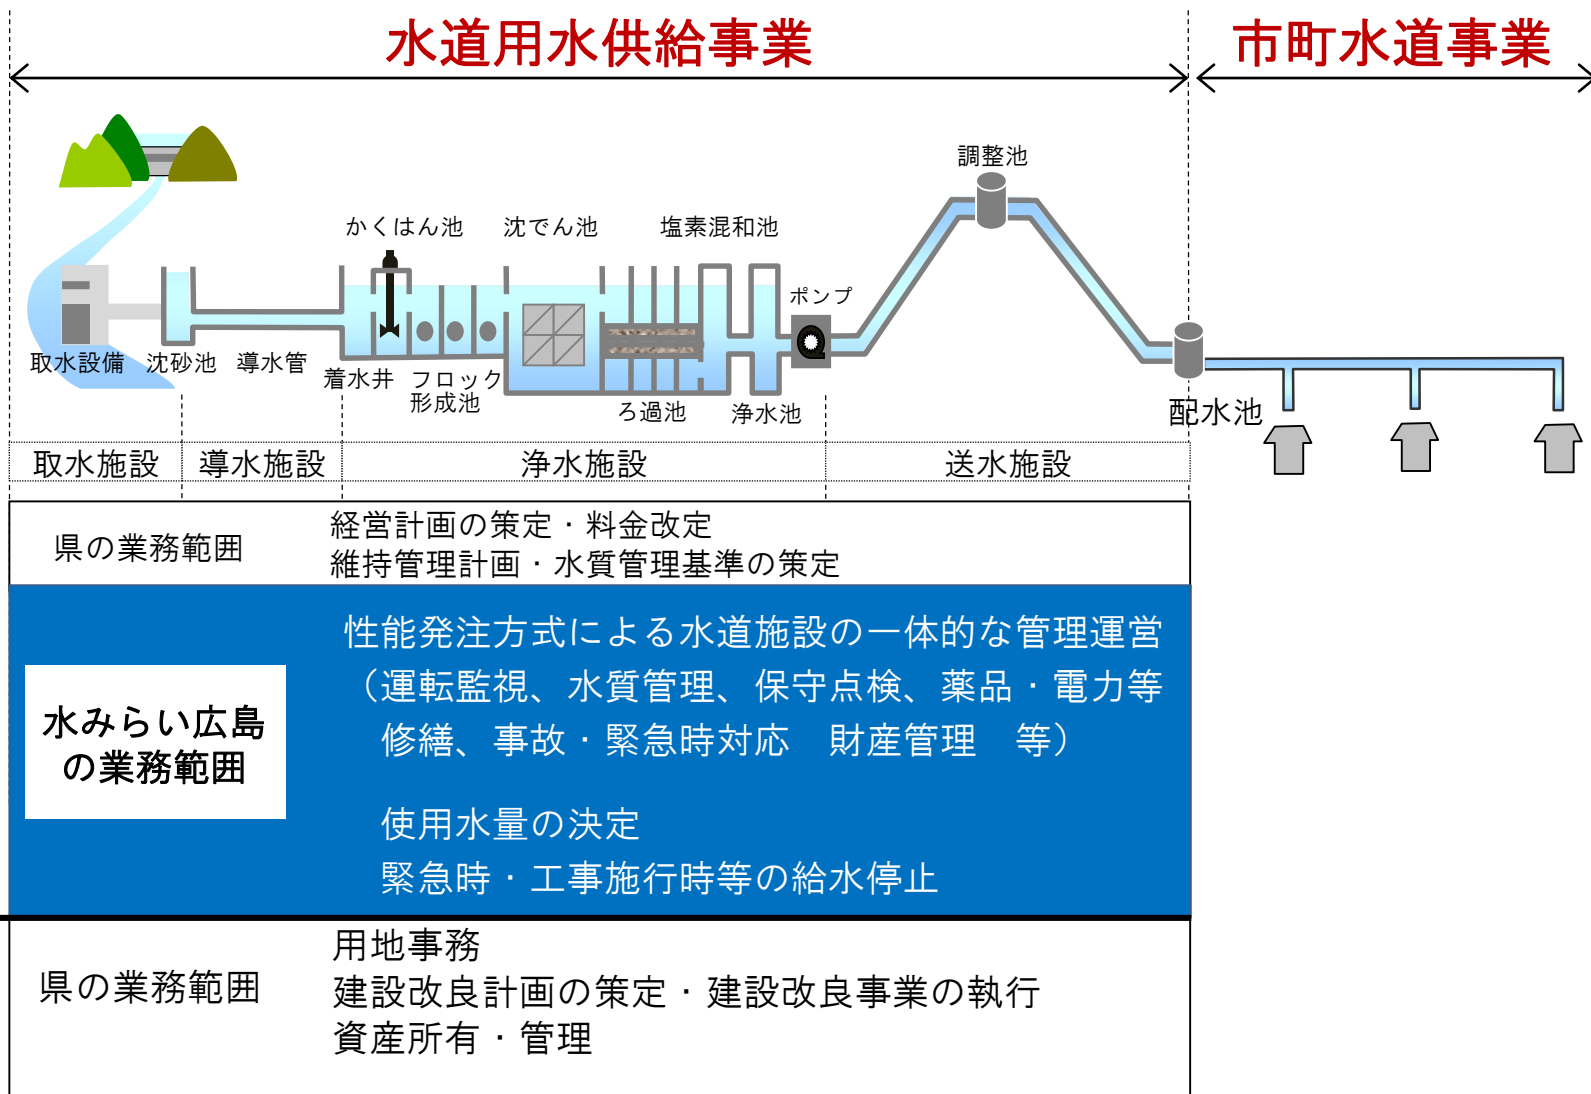 水道用水供給事業
市町水道事業
調整池
かくはん池
沈でん池
塩素混和池
ポンプ
取水設備
沈砂池
導水管
着水井
フロック
形成池
ろ過池
浄水池
配水池
取水施設
導水施設
浄水施設
送水施設
県の業務範囲
経営計画の策定・料金改定
維持管理計画・水質管理基準の策定
水みらい広島
の業務範囲
性能発注方式による水道施設の一体的な管理運営
（運転監視、水質管理、保守点検、薬品・電力等
修繕、事故・緊急時対応　財産管理　等）
使用水量の決定
緊急時・工事施行時等の給水停止
県の業務範囲
用地事務
建設改良計画の策定・建設改良事業の執行
資産所有・管理